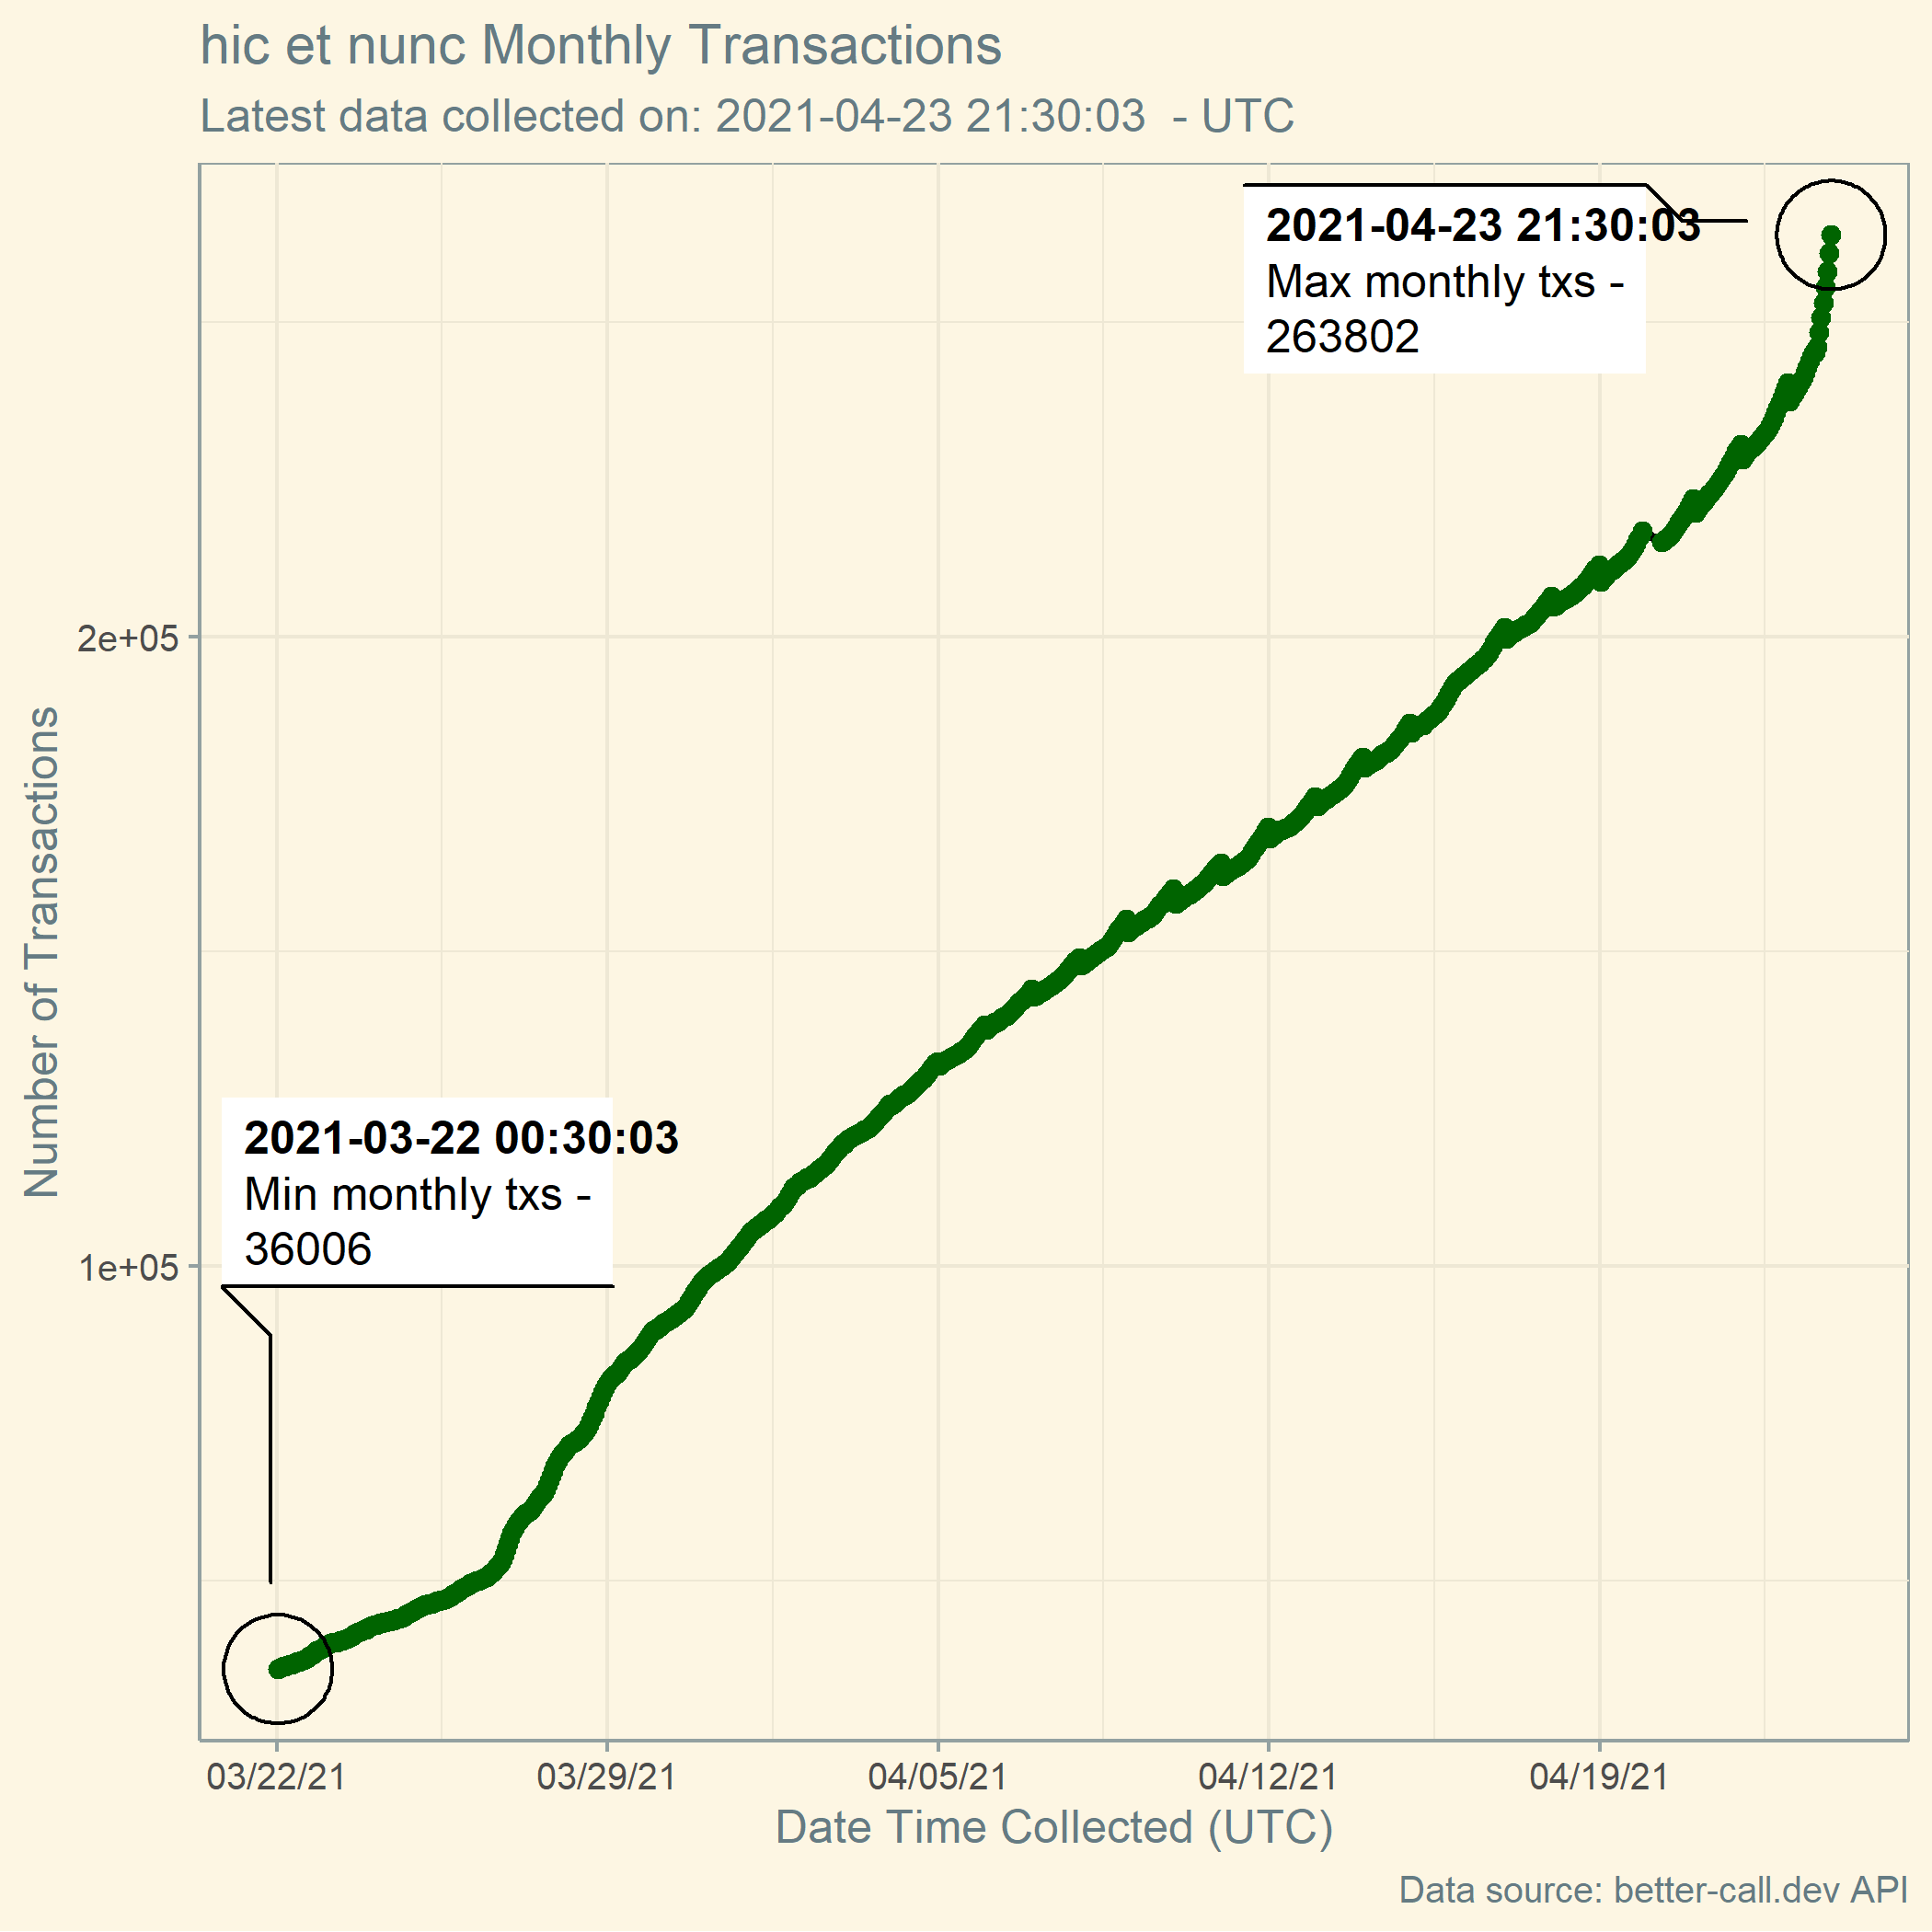 hic et nunc Monthly Transactions
Latest data collected on: 2021-04-23 21:30:03  - UTC
2021-04-23 21:30:03
Max monthly txs -
263802
2e+05
Number of Transactions
2021-03-22 00:30:03
Min monthly txs -
36006
1e+05
03/22/21
03/29/21
04/05/21
04/12/21
04/19/21
Date Time Collected (UTC)
Data source: better-call.dev API